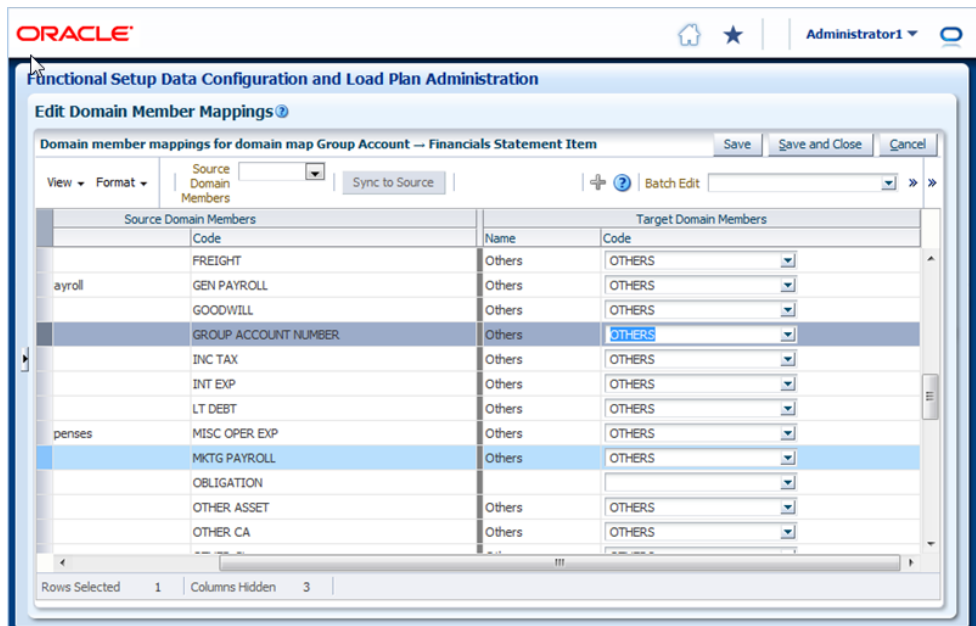 ORACLE
Administrator1
Functional Setup Data Configuration and Load Plan Administration
Edit Domain Member Mappings
Domain member mappings for domain map Group Account -- Financials Statement Item Save Save and Close Cancel
View Format Source Domain Members Sync to Source Batch Edit » »
Source Domain Members Target Domain Members
Code Name Code
FREIGHT Others OTHERS
ayroll GEN PAYROLL Others OTHERS
GOODWILL Others OTHERS
GROUP ACCOUNT NUMBER Others OTHERS
INC TAX Others OTHERS
INT EXP Others OTHERS
LT DEBT Others OTHERS
penses MISC OPER EXP Others OTHERS
MKTG PAYROLL Others OTHERS
OBLIGATION
OTHER ASSET Others OTHERS
OTHER CA Others OTHERS
Rows Selected 1 Columns Hidden 3